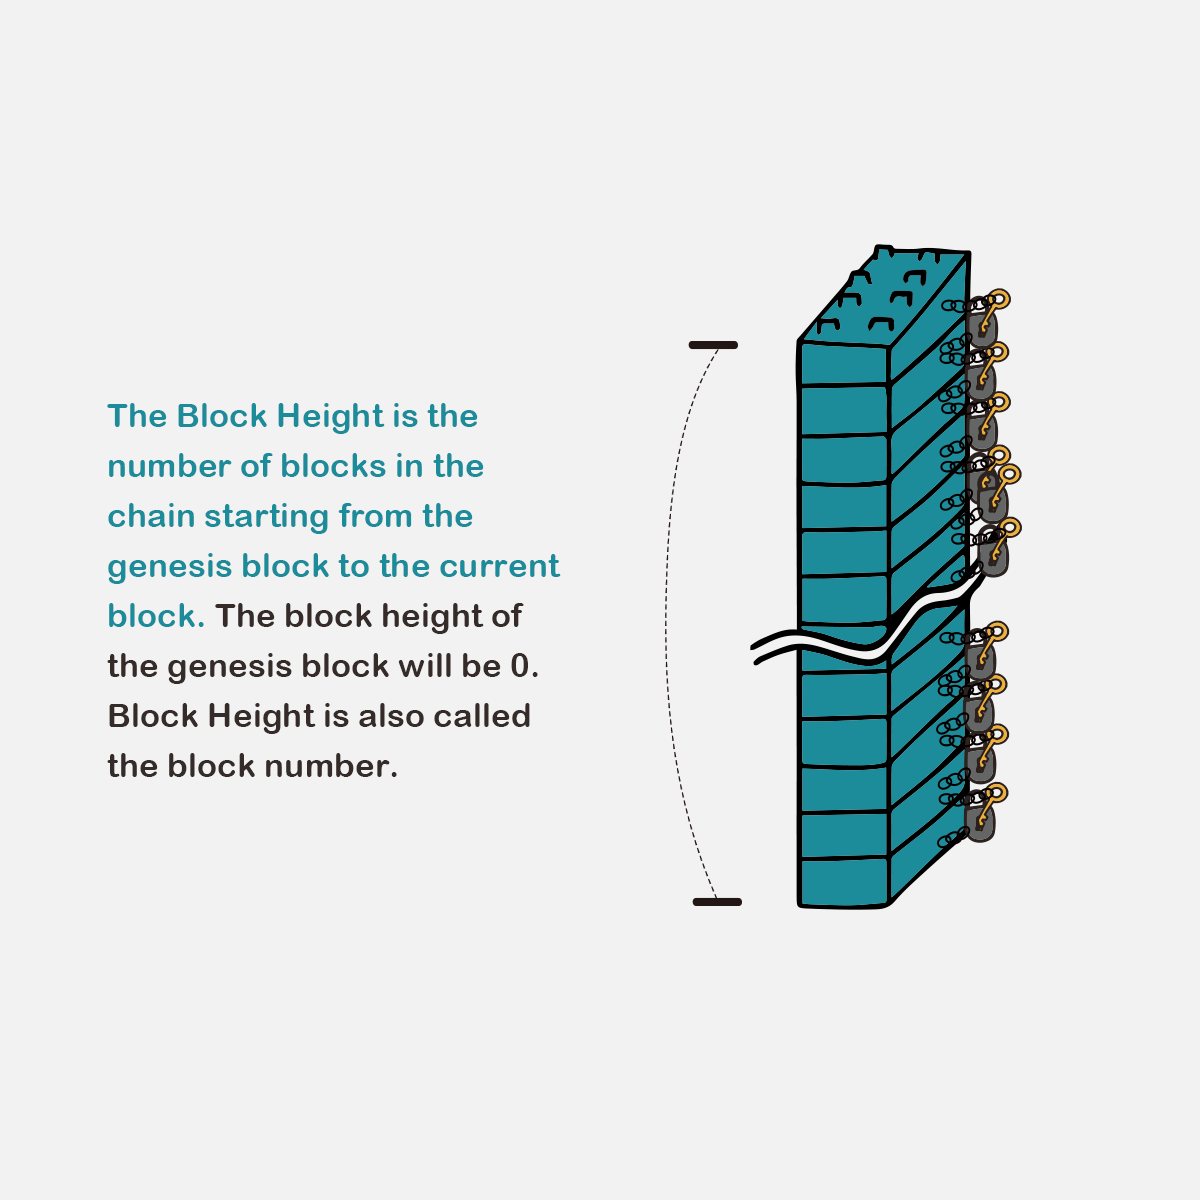 The Block Height is the
number of blocks in the
chain starting from the
genesis block to the current
block. The block height of
the genesis block will be 0.
Block Height is also called
the block number.